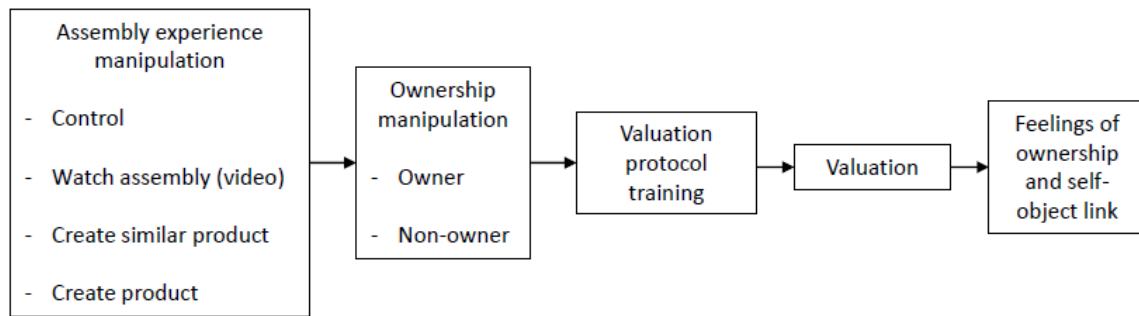 Assembly experience
manipulation
- Control
- Watch assembly (video)
- Create similar product
- Create product
Ownership
manipulation
- Owner
- Non-owner
Valuation
protocol
training
Valuation
Feelings of
ownership
and self-
object link